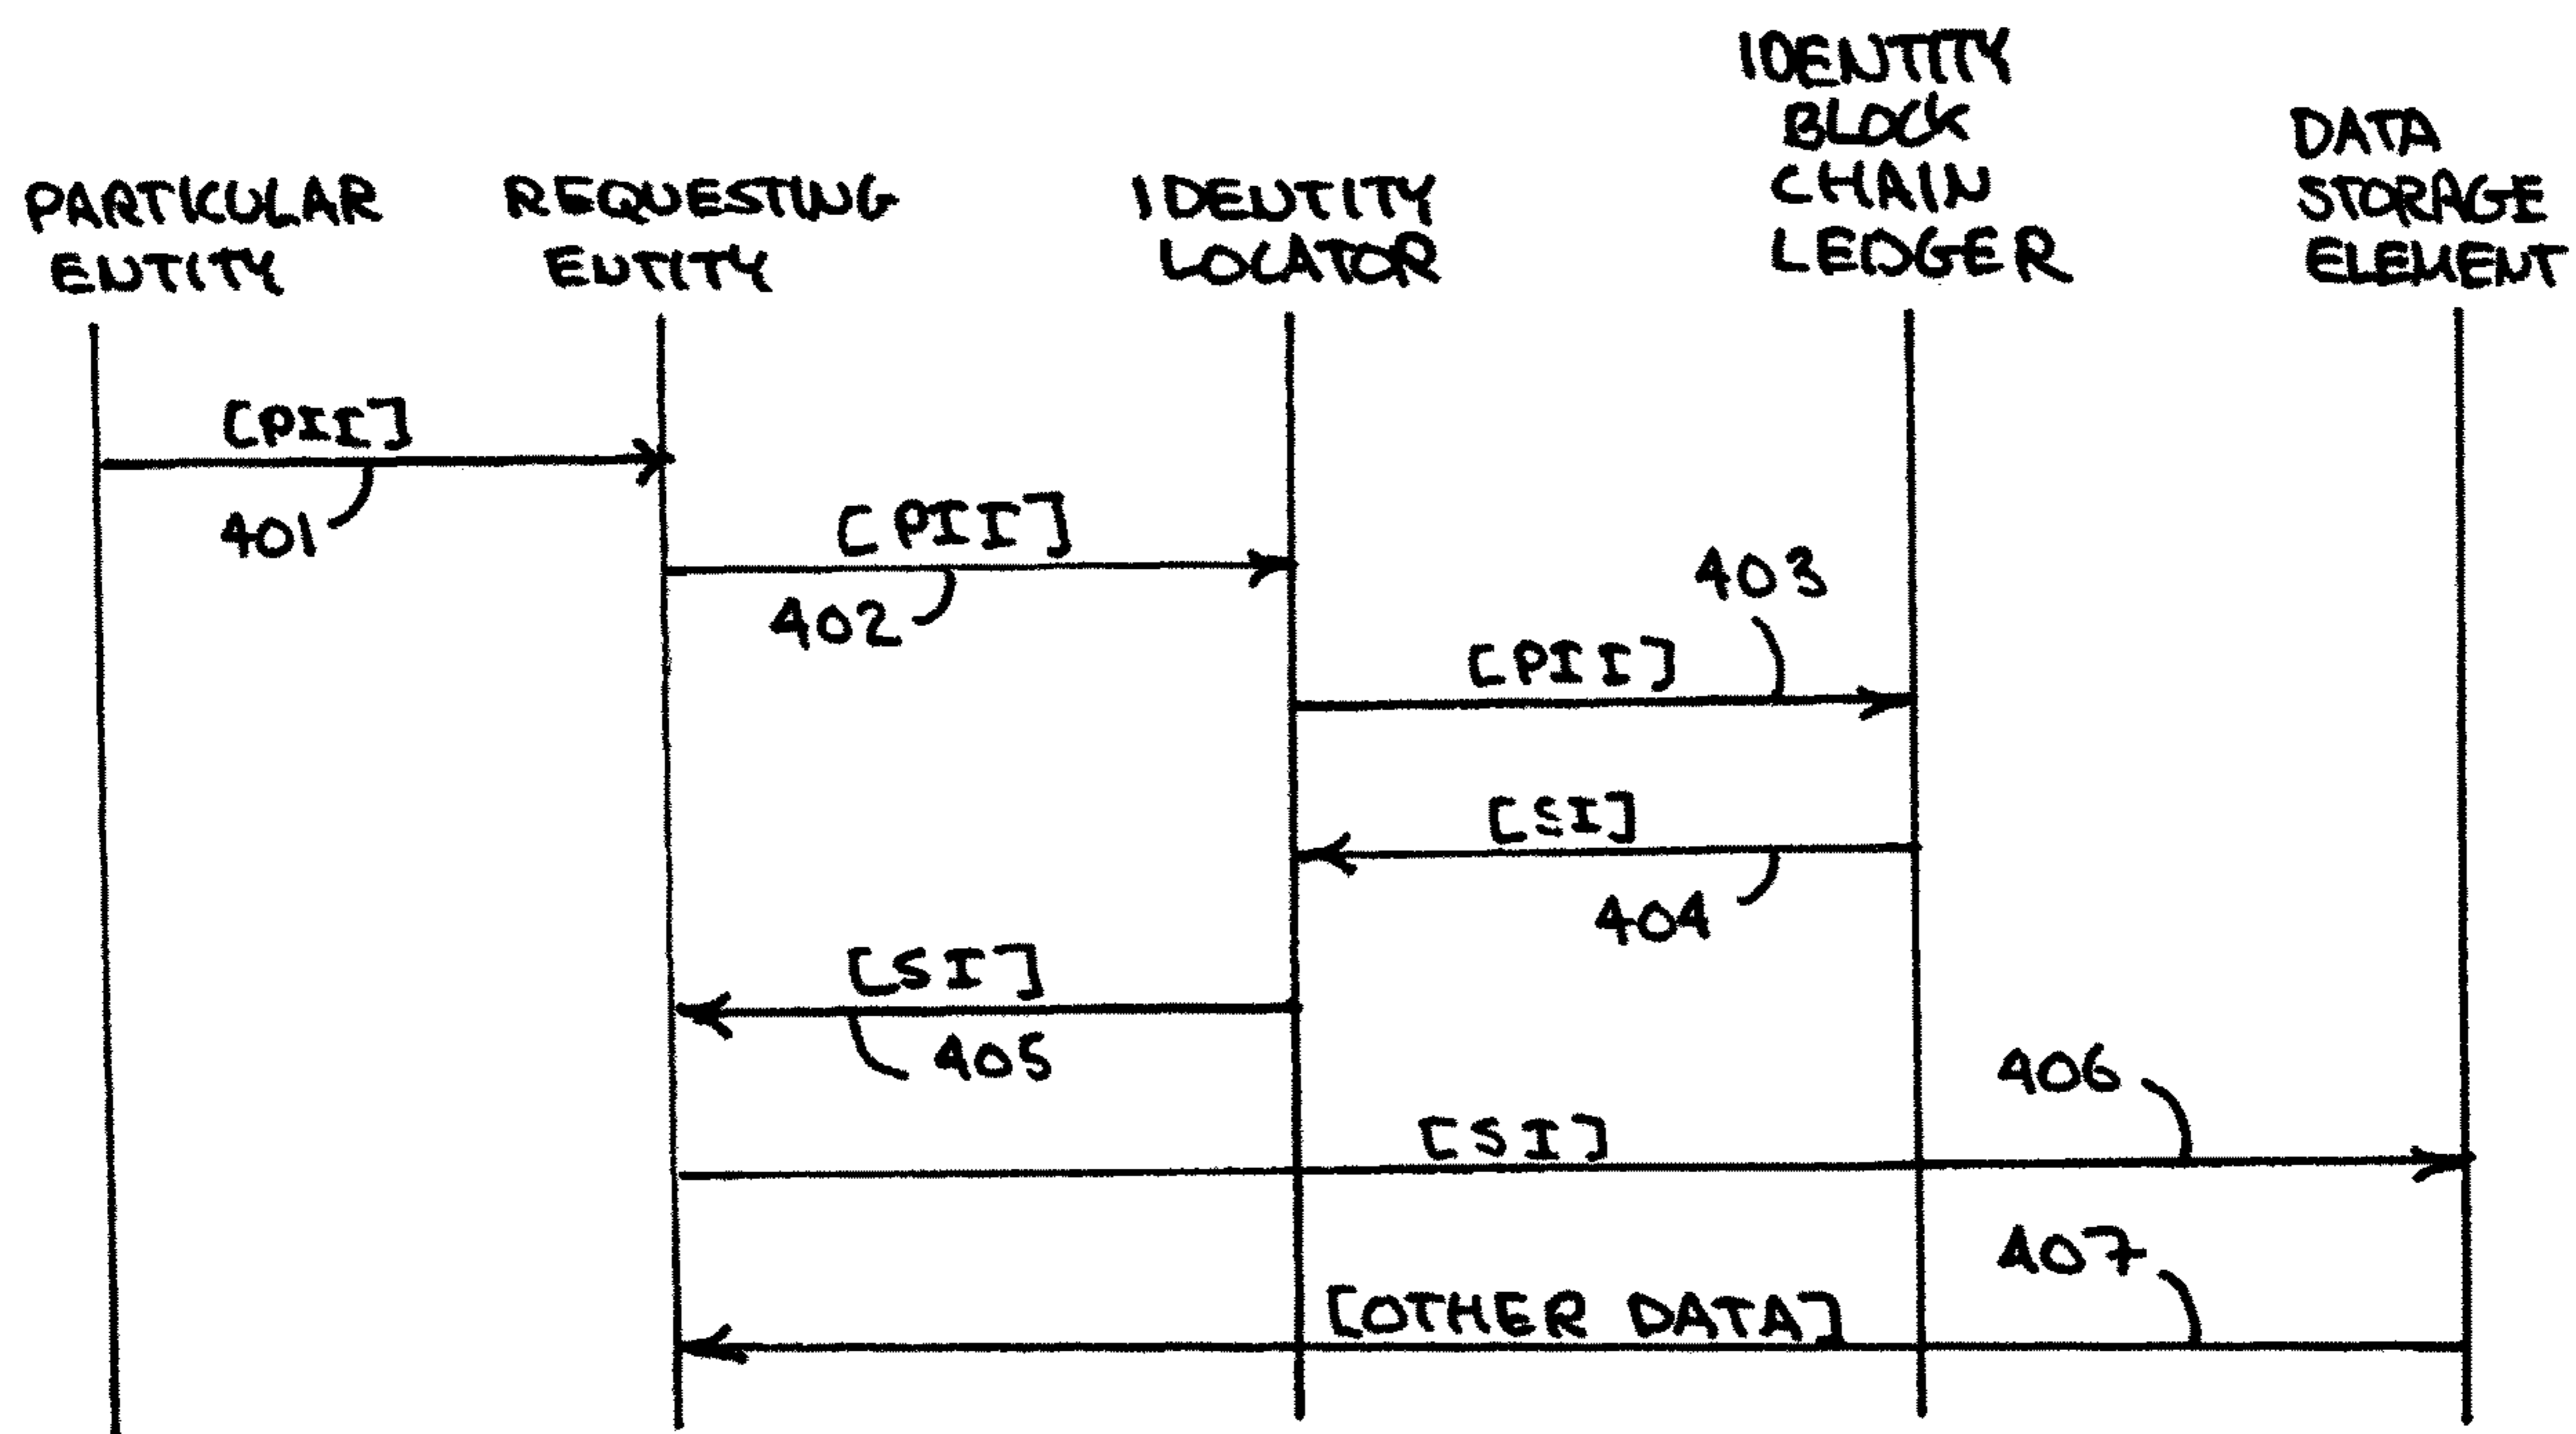 PARTICULAR
ENTITY
REQUESTING
ENTITY
IDENTITY
LOCATOR
IDENTITY
BLOCK
CHAIN
LEDGER
DATA
STORAGE
ELEMENT
[PII]
401
[PII]
402
403
[PII]
[SI]
404
[SI]
405
406
[SI]
407
[OTHER DATA]